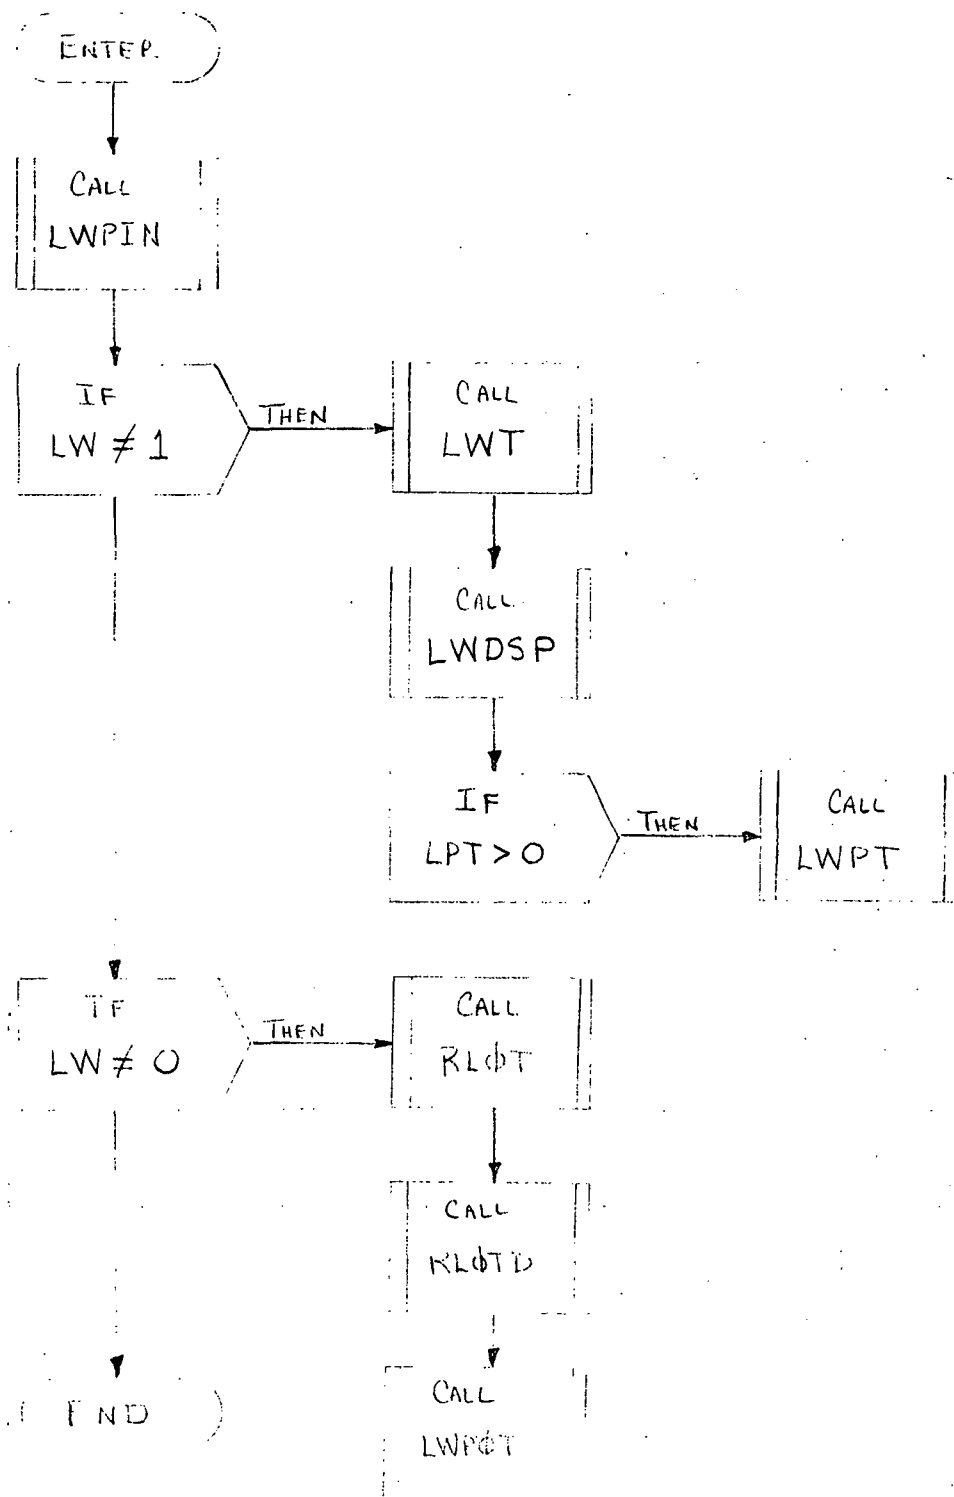 ENTER
CALL
LWPIN
IF
LW ≠ 1
THEN
CALL
LWT
CALL
LWDSP
IF
LPT > 0
THEN
CALL
LWPT
IF
LW ≠ 0
THEN
CALL
RLØT
CALL
RLØTD
CALL
LWPØT
END